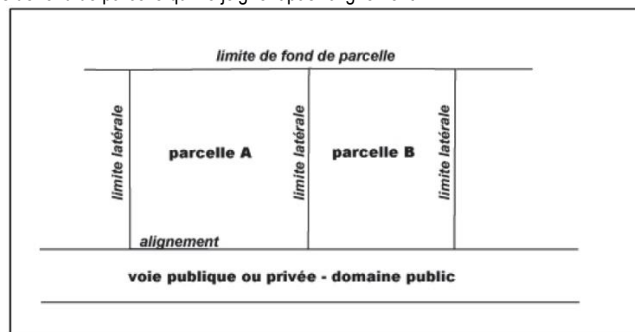 limite de fond de parcelle
limite latérale
parcelle A
limite latérale
parcelle B
limite latérale
alignement
voie publique ou privée - domaine public